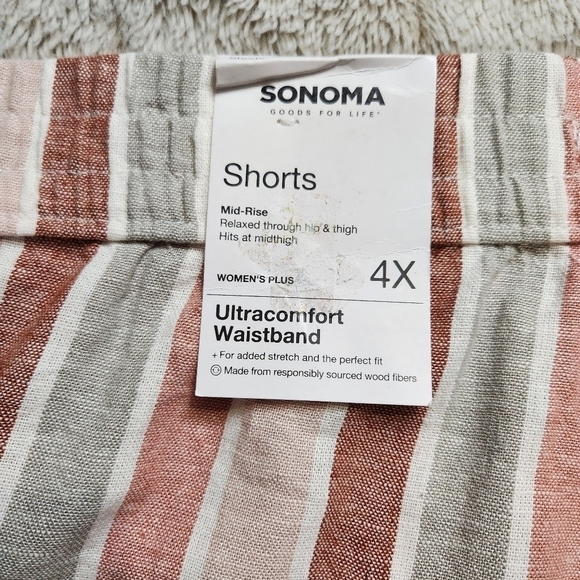 SONOMA
GOODS FOR LIFE
Shorts
Mid-Rise
Relaxed through hip & thigh
Hits at midthigh
WOMEN'S PLUS 4X
Ultracomfort
Waistband
+ For added stretch and the perfect fit
Made from responsibly sourced wood fibers